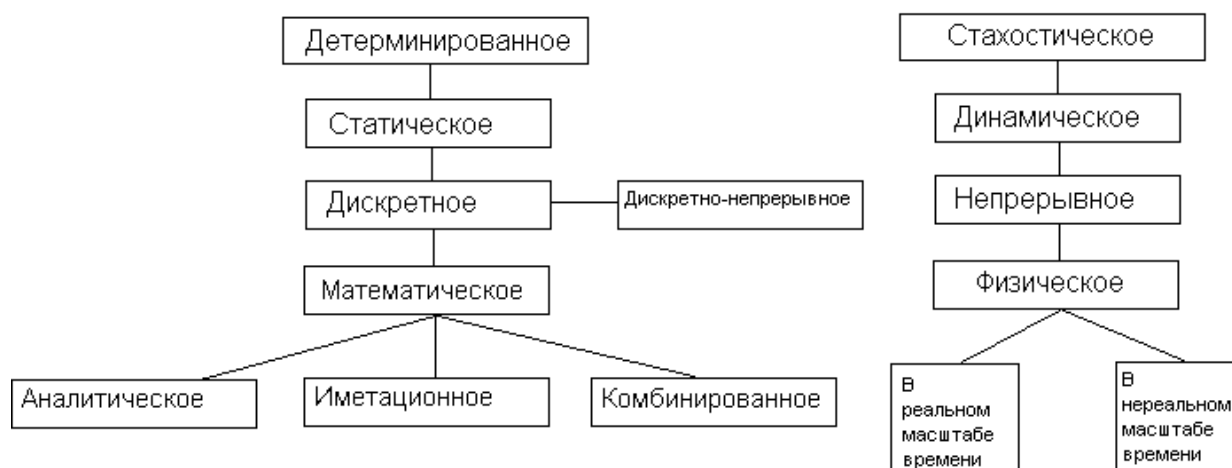 Детерминированное
Стахостическое
Статическое
Динамическое
Дискретное
Дискретно-непрерывное
Непрерывное
Математическое
Физическое
Аналитическое
Иметационное
Комбинированное
В
реальном
масштабе
времени
В
нереальном
масштабе
времени